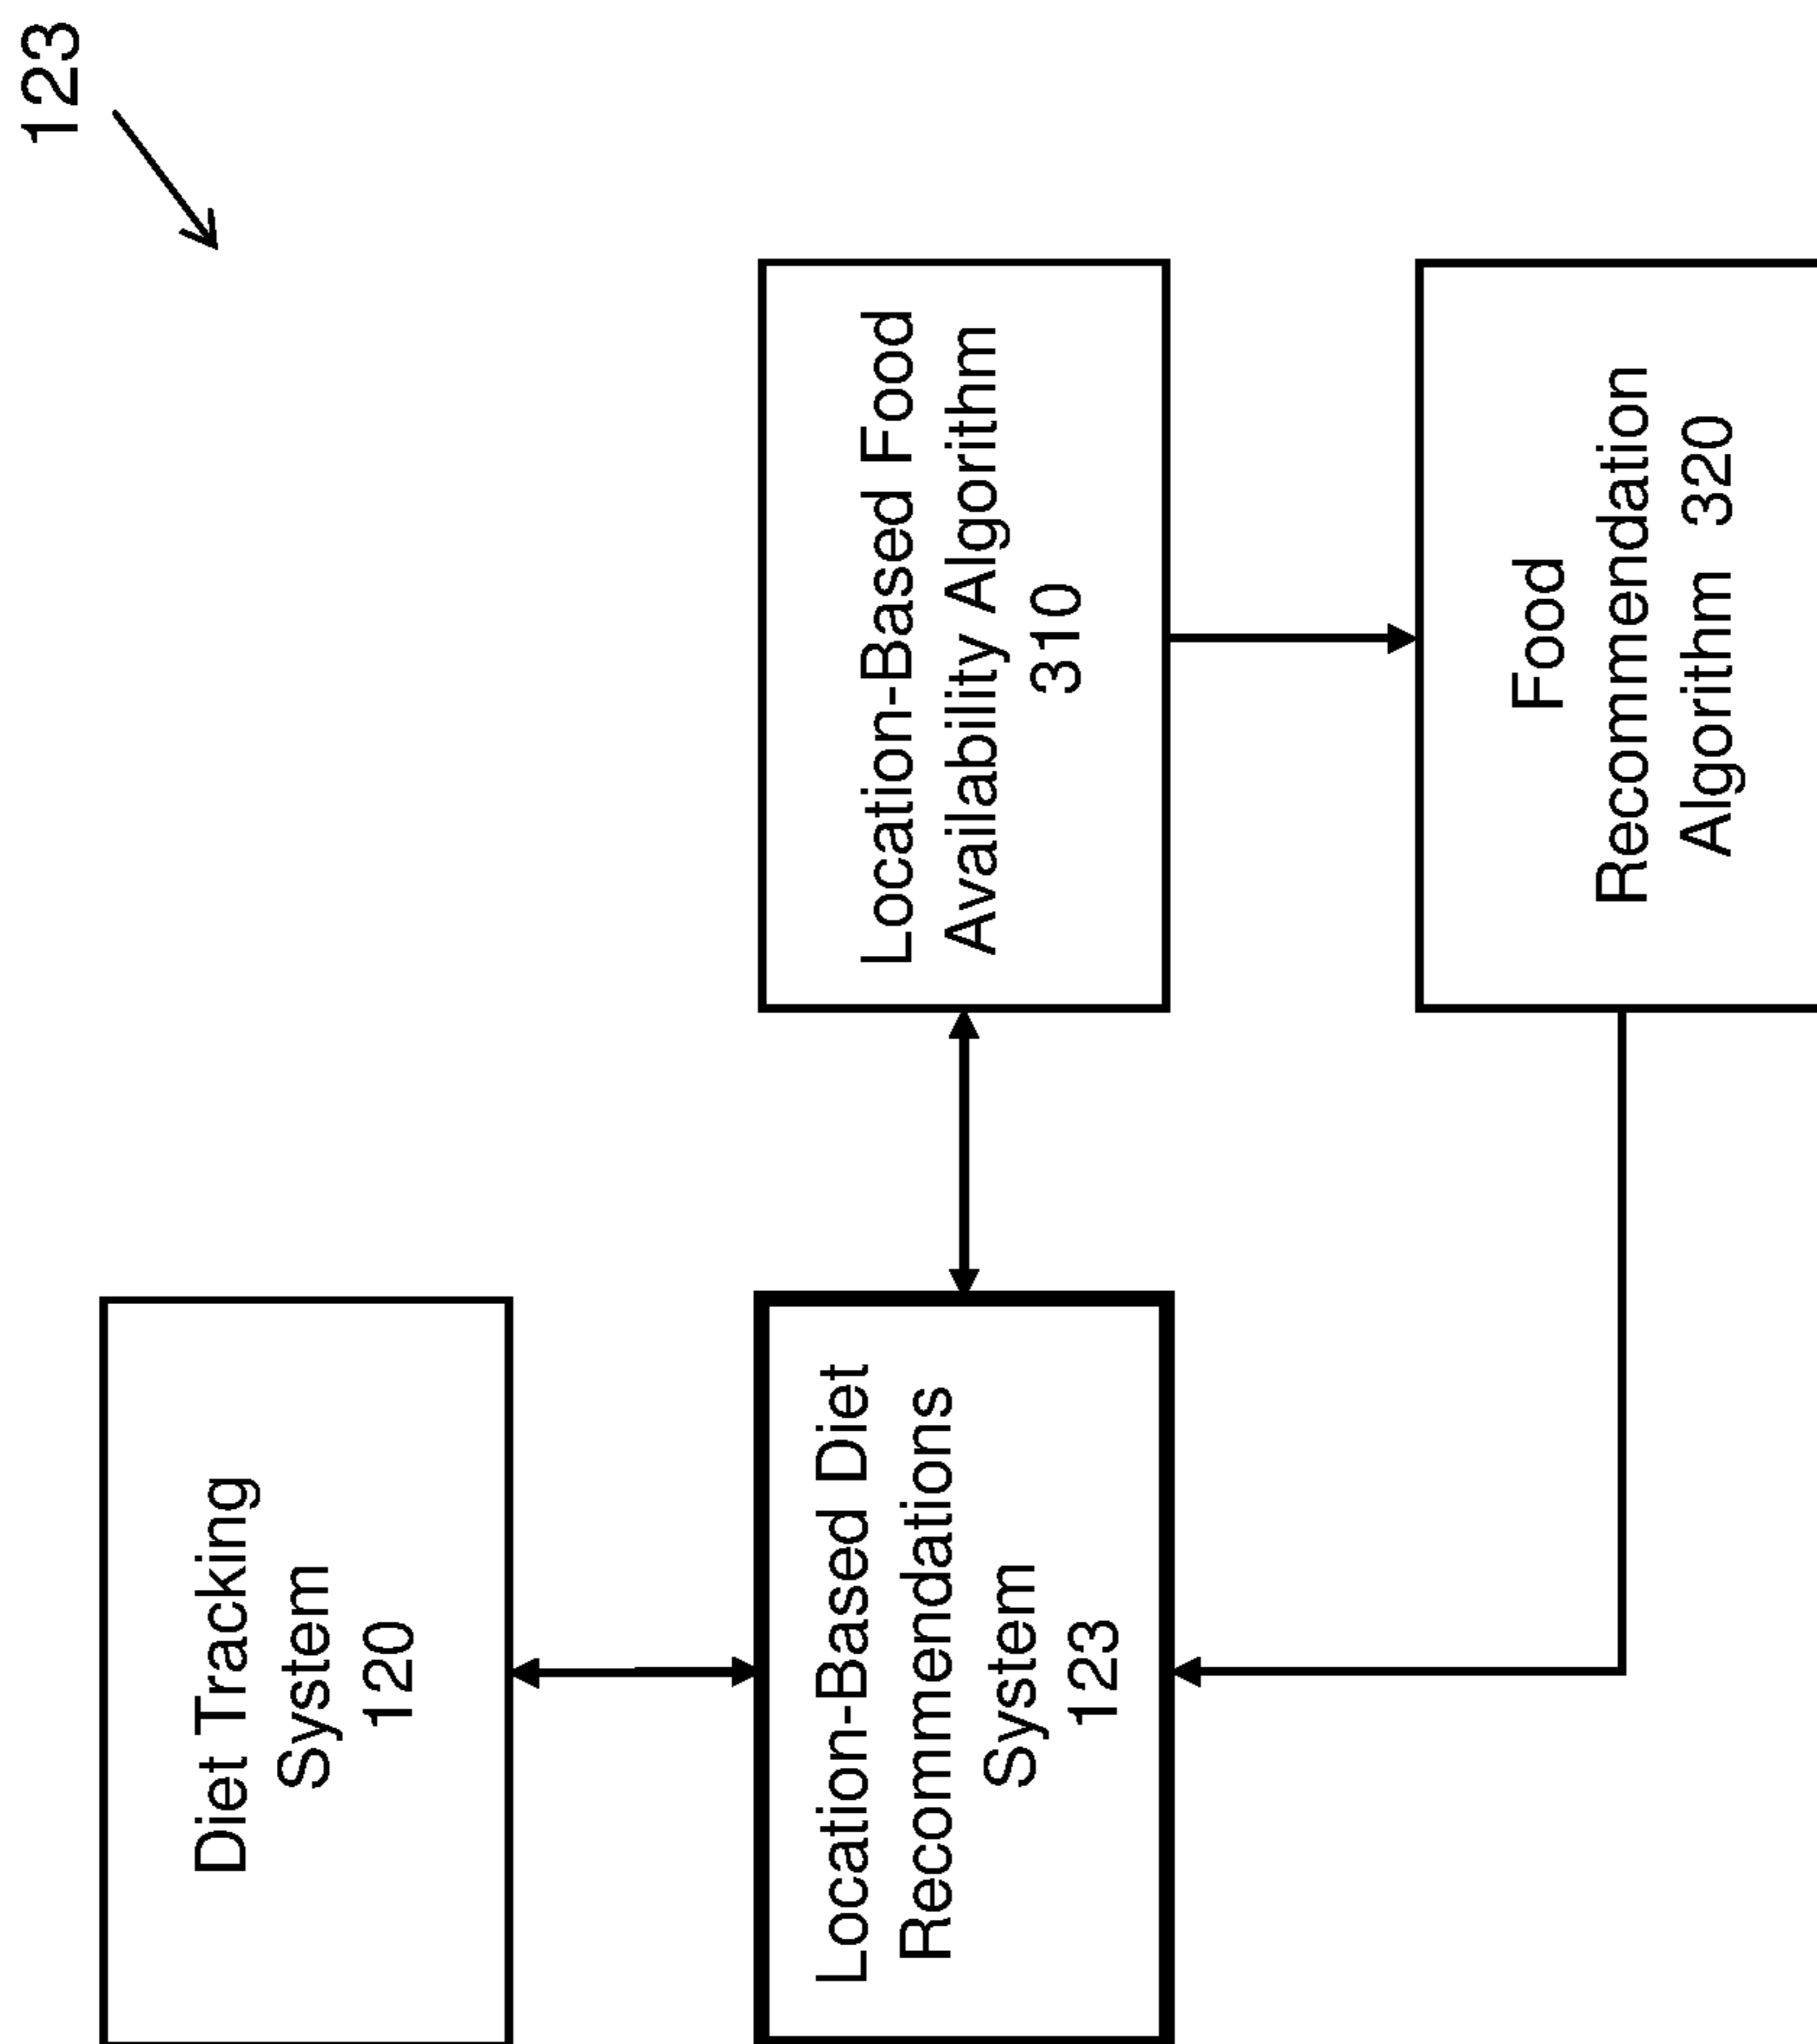 123
Diet Tracking
System
120
Location-Based Diet
Recommendations
System
123
Location-Based Food
Availability Algorithm
310
Food
Recommendation
Algorithm 320